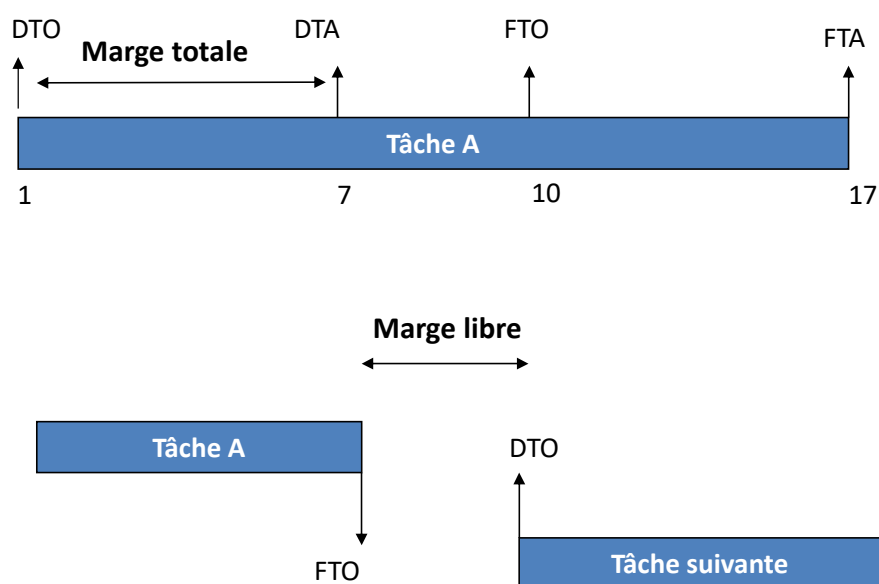 DTO DTA FTO FTA
Marge totale
Tâche A
1 7 10 17
Marge libre
Tâche A
DTO
FTO
Tâche suivante